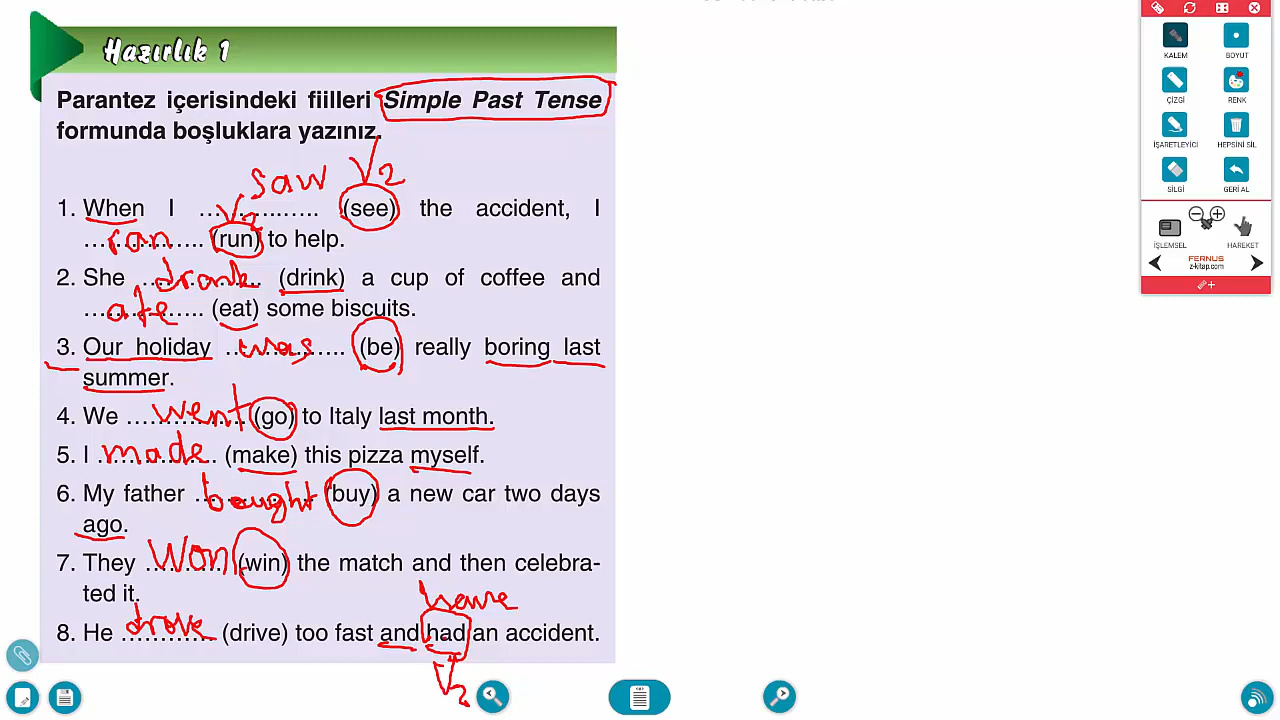 Hazırlık 1
Parantez içerisindeki fiilleri Simple Past Tense
formunda boşluklara yazınız.
saw V2
1. When I ……………. (see) the accident, I
V2
……………. ran (run) to help.
2. She ……………. drank (drink) a cup of coffee and
……………. ate (eat) some biscuits.
3. Our holiday ……………. was (be) really boring last
summer.
4. We ……………. went (go) to Italy last month.
5. I ……………. made (make) this pizza myself.
6. My father ……………. bought (buy) a new car two days
ago.
7. They ………… won (win) the match and then celebra-
ted it.
have
8. He ………… drove (drive) too fast and had an accident.
V2
KALEM
BOYUT
ÇİZGİ
RENK
İŞARETLEYİCİ
HEPSİNİ SİL
SİLGİ
GERİ AL
İŞLEMSEL
HAREKET
FERNUS
z-kitap.com